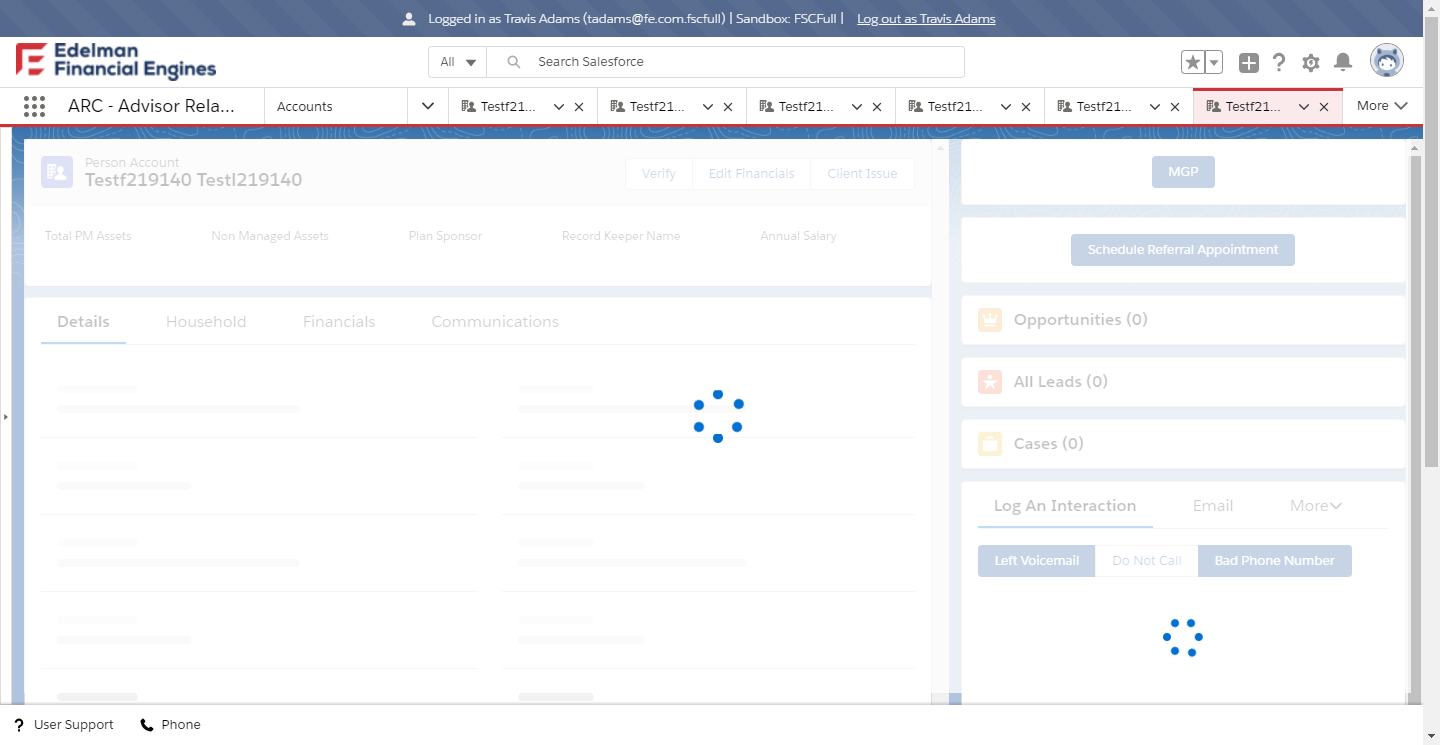 Logged in as Travis Adams (tadams@fe.com.fscfull) | Sandbox: FSCFull | Log out as Travis Adams
Edelman
Financial Engines
All
Search Salesforce
ARC - Advisor Rela...
Accounts
Testf21...
Testf21...
Testf21...
Testf21...
Testf21...
Testf21...
More
Person Account
Testf219140 Testl219140
Verify
Edit Financials
Client Issue
Total PM Assets
Non Managed Assets
Plan Sponsor
Record Keeper Name
Annual Salary
Details
Household
Financials
Communications
MGP
Schedule Referral Appointment
Opportunities (0)
All Leads (0)
Cases (0)
Log An Interaction
Email
More
Left Voicemail
Do Not Call
Bad Phone Number
? User Support
Phone